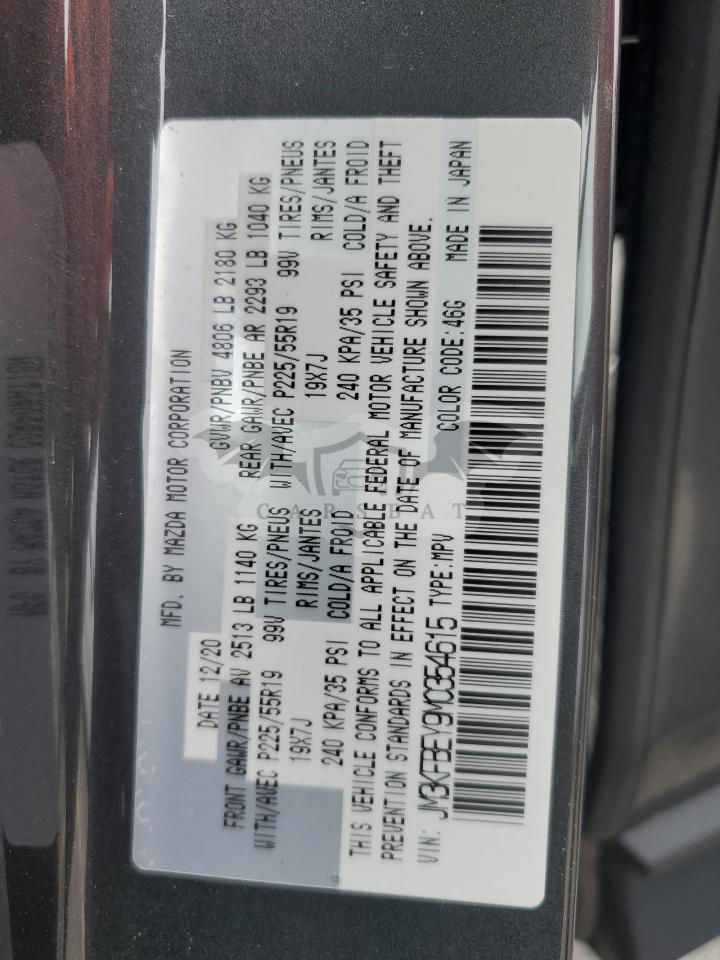 MFD. BY MAZDA MOTOR CORPORATION
DATE 12/20 GVWR/PNBV 4806 LB 2180 KG
FRONT GAWR/PNBE AV 2513 LB 1140 KG REAR GAWR/PNBE AR 2293 LB 1040 KG
WITH/AVEC P225/55R19 99V TIRES/PNEUS WITH/AVEC P225/55R19 99V TIRES/PNEUS
19X7J RIMS/JANTES 19X7J RIMS/JANTES
240 KPA/35 PSI COLD/A FROID 240 KPA/35 PSI COLD/A FROID
THIS VEHICLE CONFORMS TO ALL APPLICABLE FEDERAL MOTOR VEHICLE SAFETY AND THEFT
PREVENTION STANDARDS IN EFFECT ON THE DATE OF MANUFACTURE SHOWN ABOVE.
VIN: JM3KFBEY9M0354615 TYPE:MPV COLOR CODE:46G MADE IN JAPAN
CARSBAT